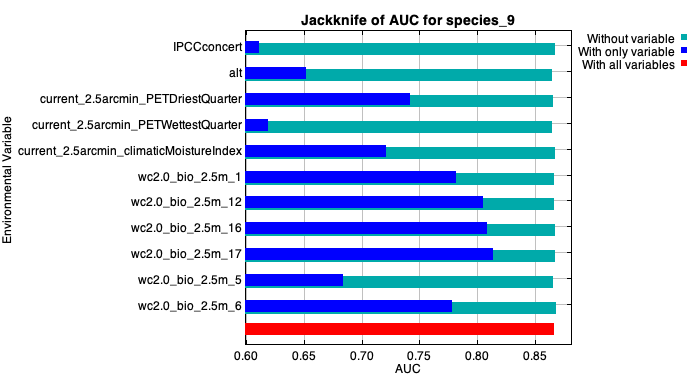 Jackknife of AUC for species_9
Without variable
With only variable
With all variables
Environmental Variable
IPCCconcert
alt
current_2.5arcmin_PETDriestQuarter
current_2.5arcmin_PETWettestQuarter
current_2.5arcmin_climaticMoistureIndex
wc2.0_bio_2.5m_1
wc2.0_bio_2.5m_12
wc2.0_bio_2.5m_16
wc2.0_bio_2.5m_17
wc2.0_bio_2.5m_5
wc2.0_bio_2.5m_6
0.60 0.65 0.70 0.75 0.80 0.85
AUC